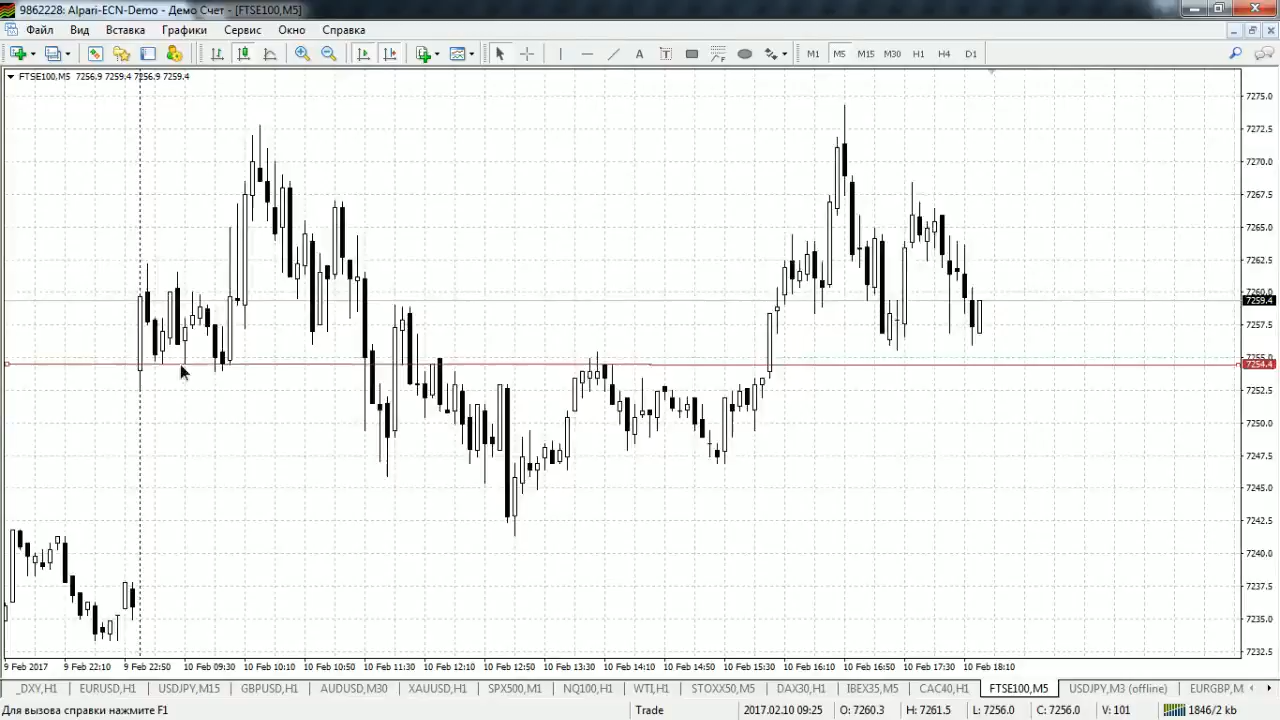 9862228: Alpari-ECN-Demo - Демо Счет - [FTSE100,M5]
Файл Вид Вставка Графики Сервис Окно Справка
A T F M1 M5 M15 M30 H1 H4 D1
FTSE100,M5 7256.9 7259.4 7256.9 7259.4
7275.0
7272.5
7270.0
7267.5
7265.0
7262.5
7260.0
7259.4
7257.5
7255.0
7254.4
7252.5
7250.0
7247.5
7245.0
7242.5
7240.0
7237.5
7235.0
7232.5
9 Feb 2017 9 Feb 22:10 9 Feb 22:50 10 Feb 09:30 10 Feb 10:10 10 Feb 10:50 10 Feb 11:30 10 Feb 12:10 10 Feb 12:50 10 Feb 13:30 10 Feb 14:10 10 Feb 14:50 10 Feb 15:30 10 Feb 16:10 10 Feb 16:50 10 Feb 17:30 10 Feb 18:10
_DXY,H1 EURUSD,H1 USDJPY,M15 GBPUSD,H1 AUDUSD,M30 XAUUSD,H1 SPX500,M1 NQ100,H1 WTI,H1 STOXX50,M5 DAX30,H1 IBEX35,M5 CAC40,H1 FTSE100,M5 USDJPY,M3 (offline) EURGBP,M
Для вызова справки нажмите F1 Trade 2017.02.10 09:25 O: 7260.3 H: 7261.5 L: 7256.0 C: 7256.0 V: 101 1846/2 kb